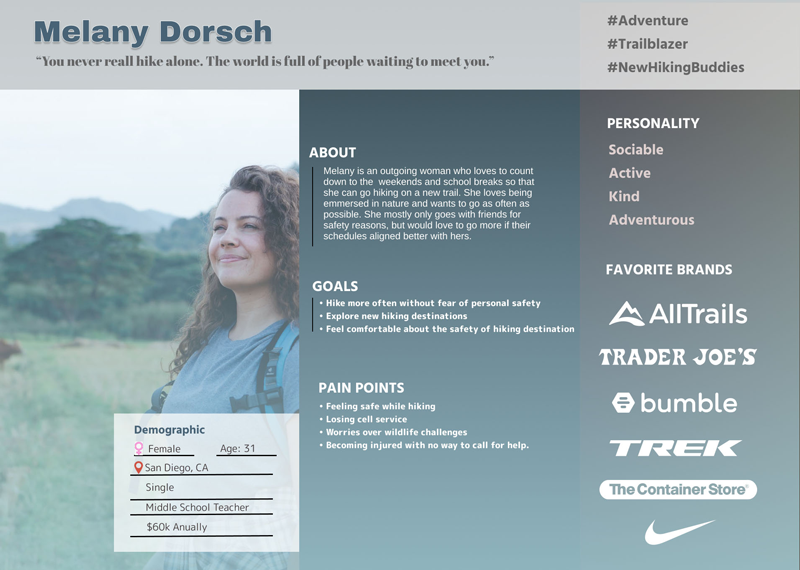 Melany Dorsch
“You never reall hike alone. The world is full of people waiting to meet you.”
#Adventure
#Trailblazer
#NewHikingBuddies
ABOUT
Melany is an outgoing woman who loves to count
down to the weekends and school breaks so that
she can go hiking on a new trail. She loves being
emmersed in nature and wants to go as often as
possible. She mostly only goes with friends for
safety reasons, but would love to go more if their
schedules aligned better with hers.
GOALS
• Hike more often without fear of personal safety
• Explore new hiking destinations
• Feel comfortable about the safety of hiking destination
PAIN POINTS
• Feeling safe while hiking
• Losing cell service
• Worries over wildlife challenges
• Becoming injured with no way to call for help.
Demographic
Female Age: 31
San Diego, CA
Single
Middle School Teacher
$60k Anually
PERSONALITY
Sociable
Active
Kind
Adventurous
FAVORITE BRANDS
AllTrails
TRADER JOE'S
bumble
TREK
The Container Store®